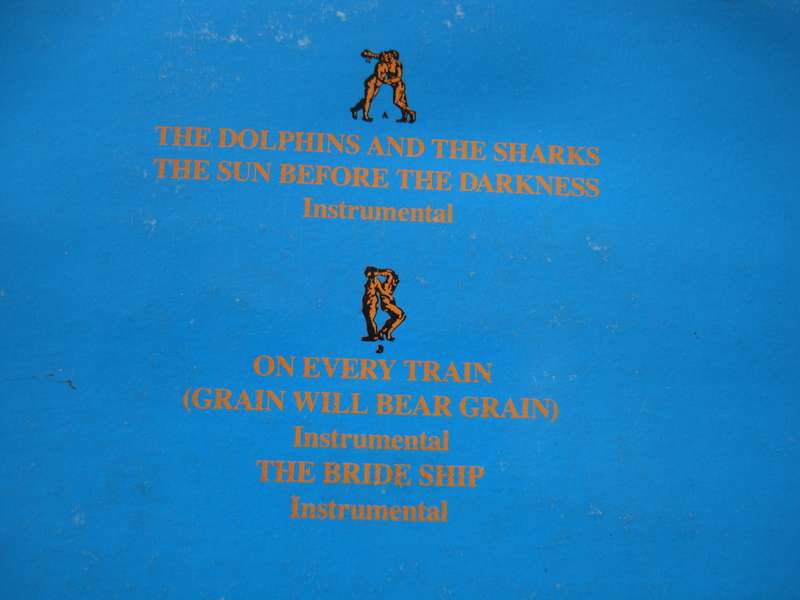 A
THE DOLPHINS AND THE SHARKS
THE SUN BEFORE THE DARKNESS
Instrumental
B
ON EVERY TRAIN
(GRAIN WILL BEAR GRAIN)
Instrumental
THE BRIDE SHIP
Instrumental